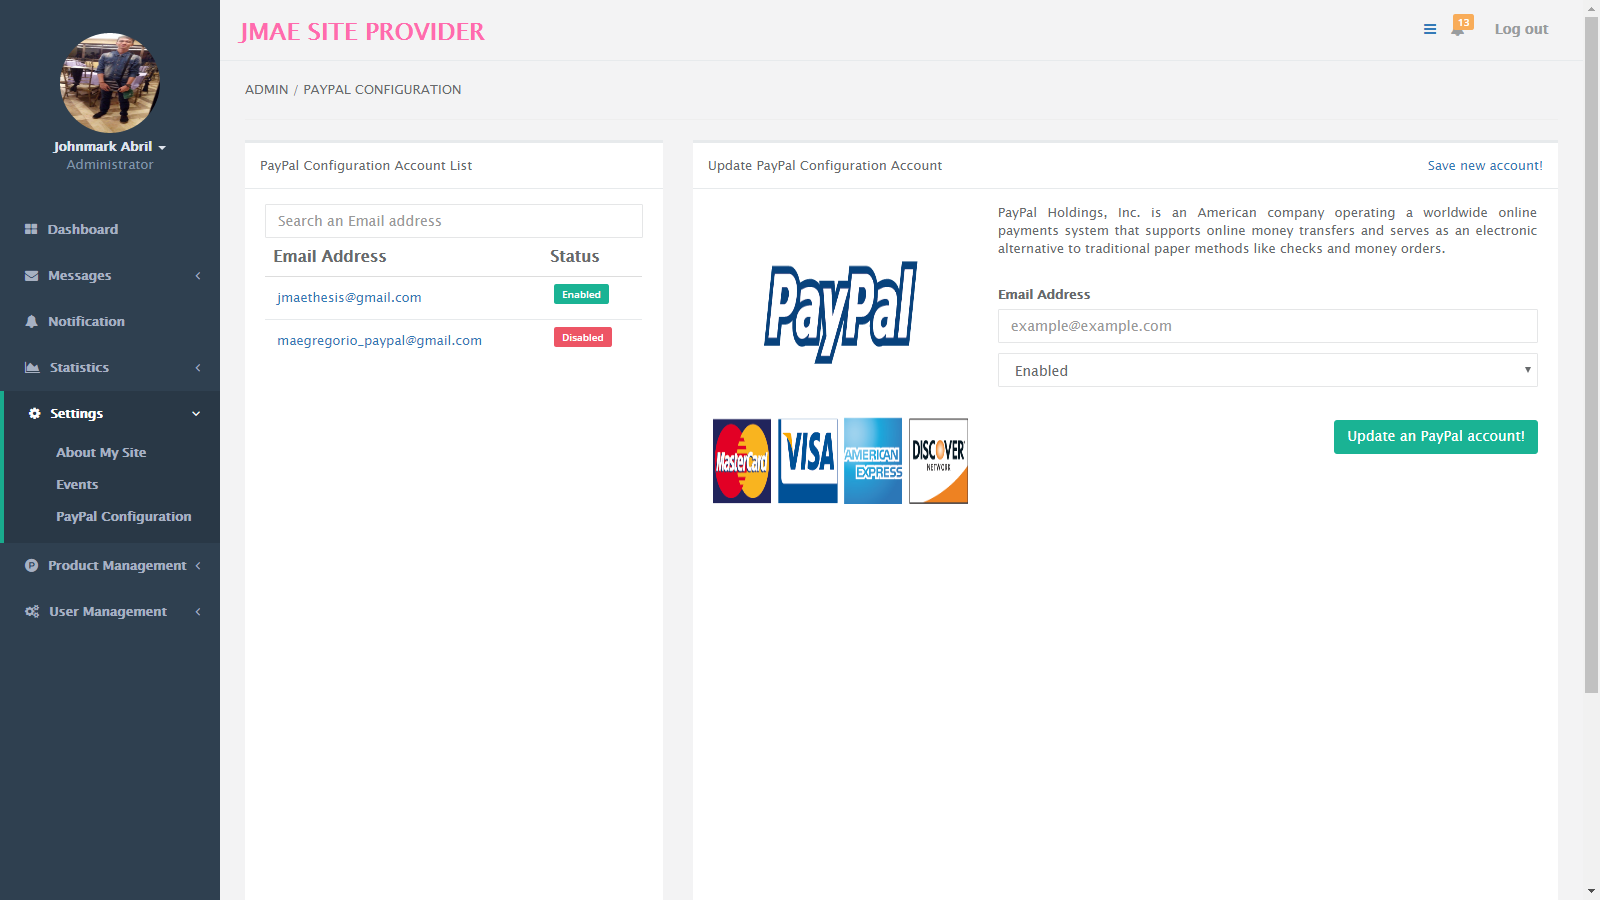 JMAE SITE PROVIDER
13
Log out
Johnmark Abril
Administrator
Dashboard
Messages
Notification
Statistics
Settings
About My Site
Events
PayPal Configuration
Product Management
User Management
ADMIN / PAYPAL CONFIGURATION
PayPal Configuration Account List
Search an Email address
Email Address Status
jmaethesis@gmail.com Enabled
maegregorio_paypal@gmail.com Disabled
Update PayPal Configuration Account Save new account!
PayPal
MasterCard VISA AMERICAN EXPRESS DISCOVER NETWORK
PayPal Holdings, Inc. is an American company operating a worldwide online
payments system that supports online money transfers and serves as an electronic
alternative to traditional paper methods like checks and money orders.
Email Address
example@example.com
Enabled
Update an PayPal account!